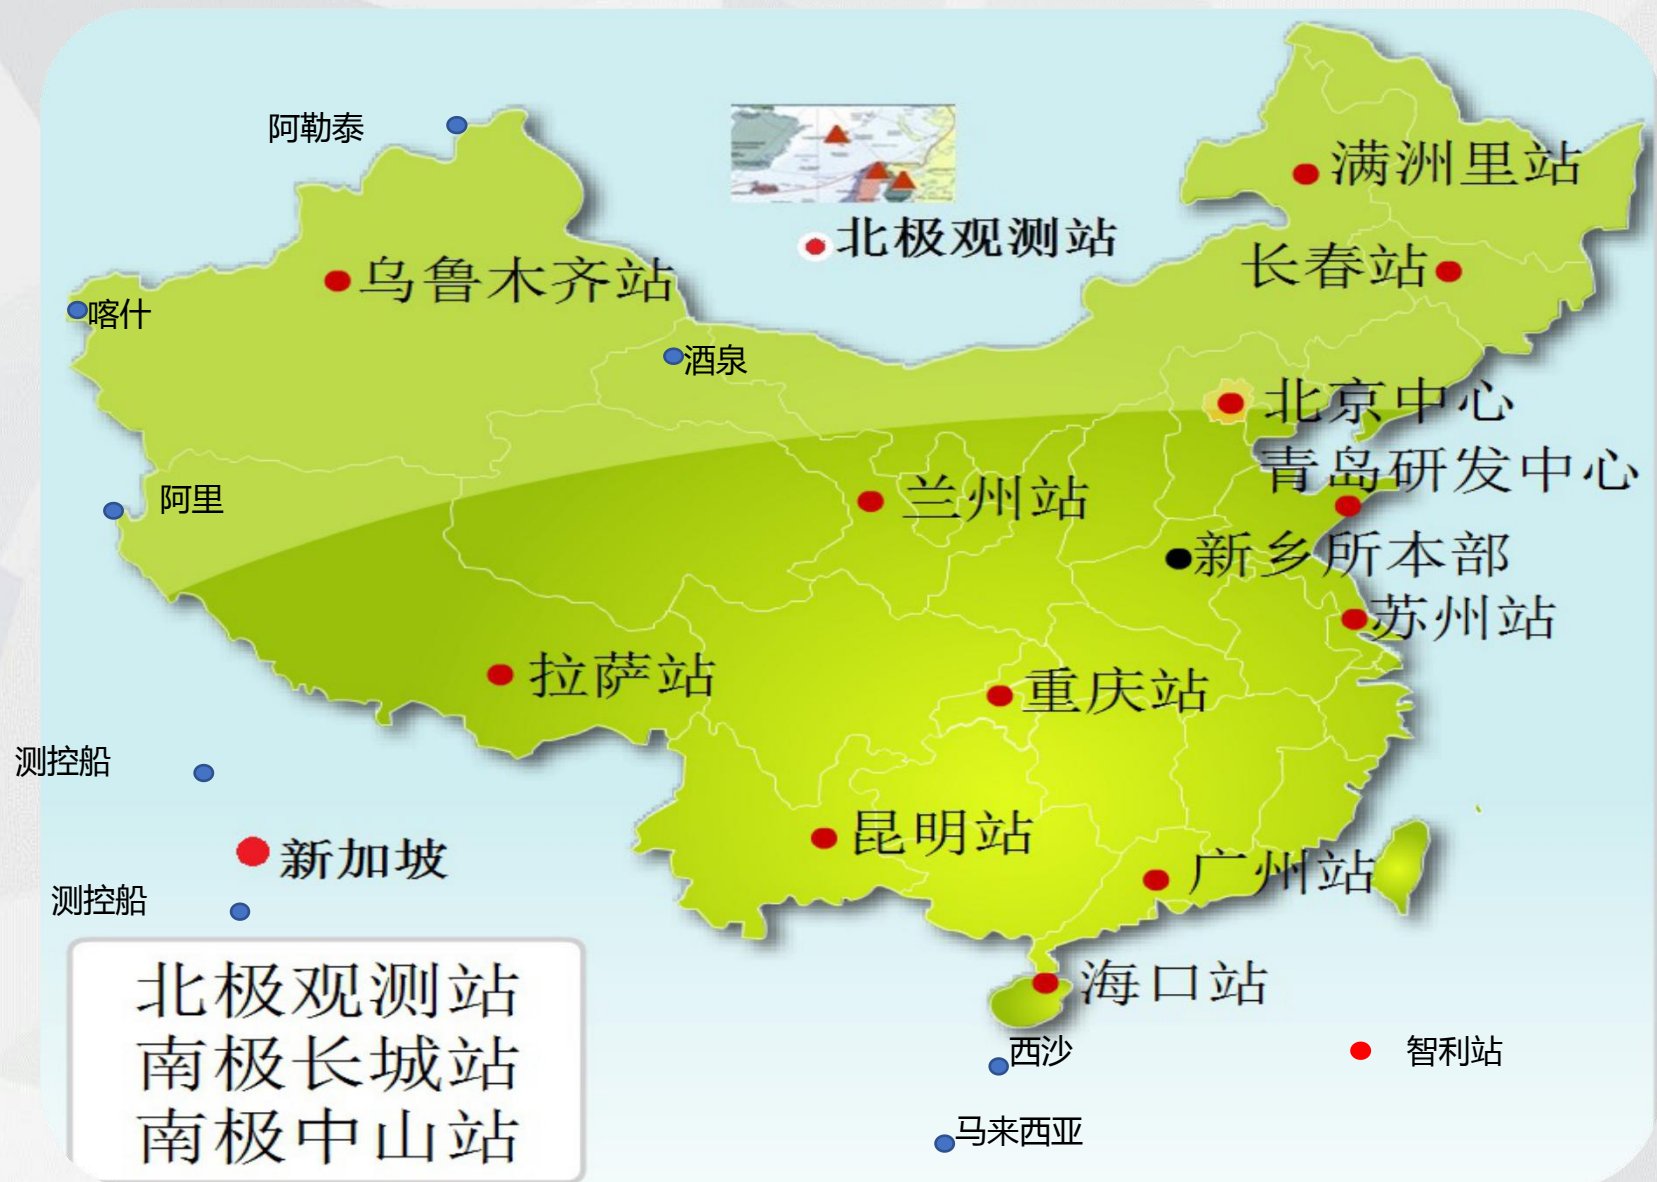 阿勒泰
满洲里站
北极观测站
长春站
乌鲁木齐站
喀什
酒泉
北京中心
青岛研发中心
阿里
兰州站
新乡所本部
苏州站
拉萨站
重庆站
测控船
昆明站
新加坡
广州站
测控船
北极观测站
南极长城站
南极中山站
海口站
西沙
智利站
马来西亚